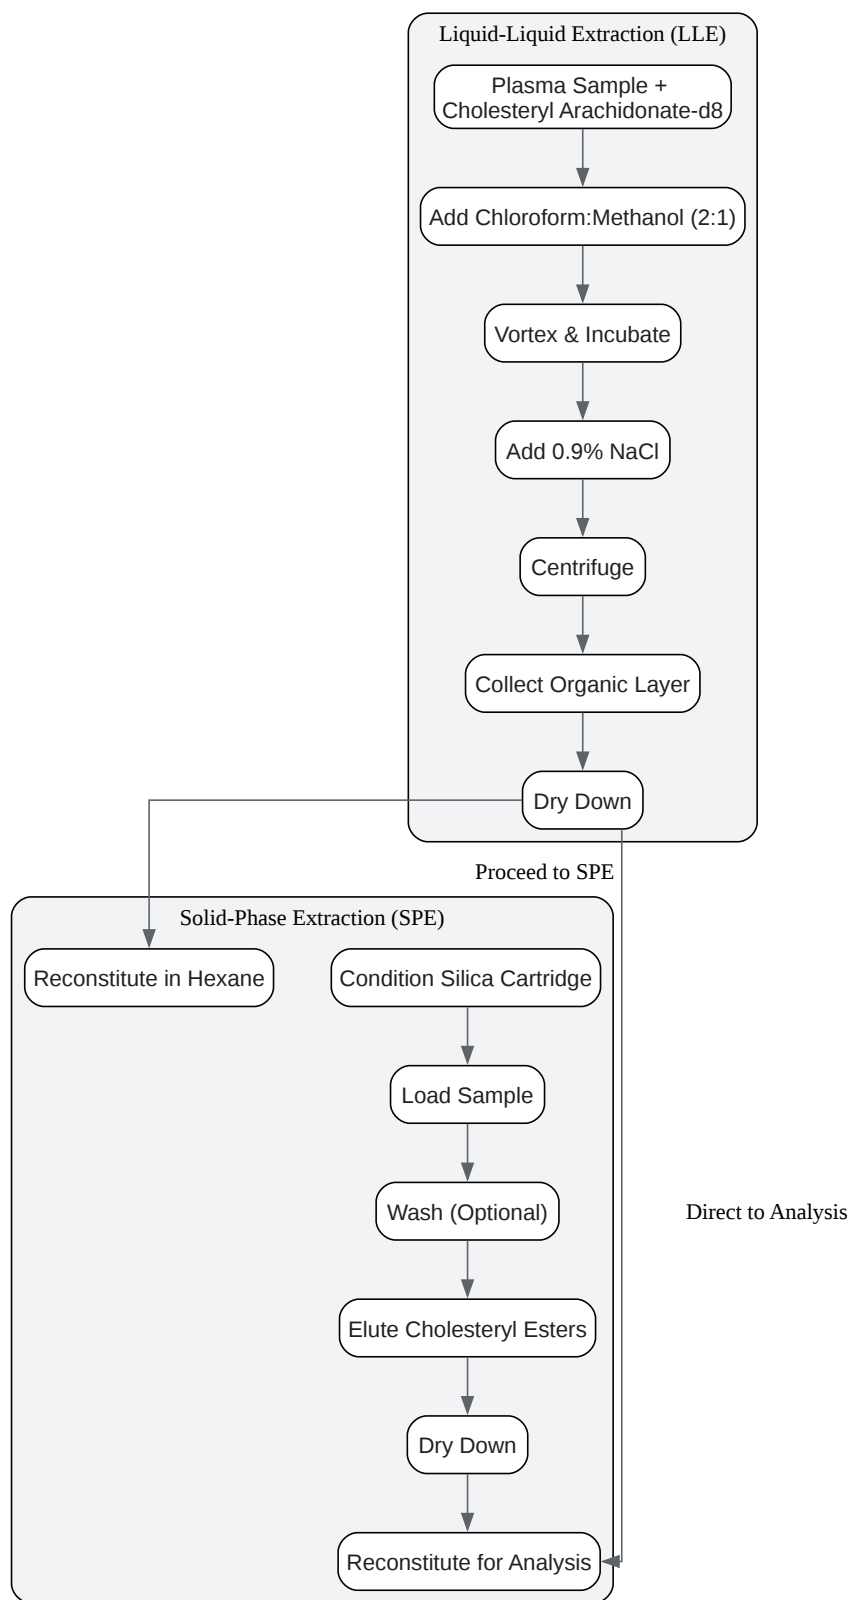 Liquid-Liquid Extraction (LLE)
Plasma Sample +
Cholesteryl Arachidonate-d8
Add Chloroform:Methanol (2:1)
Vortex & Incubate
Add 0.9% NaCl
Centrifuge
Collect Organic Layer
Dry Down
Proceed to SPE
Solid-Phase Extraction (SPE)
Reconstitute in Hexane
Condition Silica Cartridge
Load Sample
Wash (Optional)
Direct to Analysis
Elute Cholesteryl Esters
Dry Down
Reconstitute for Analysis